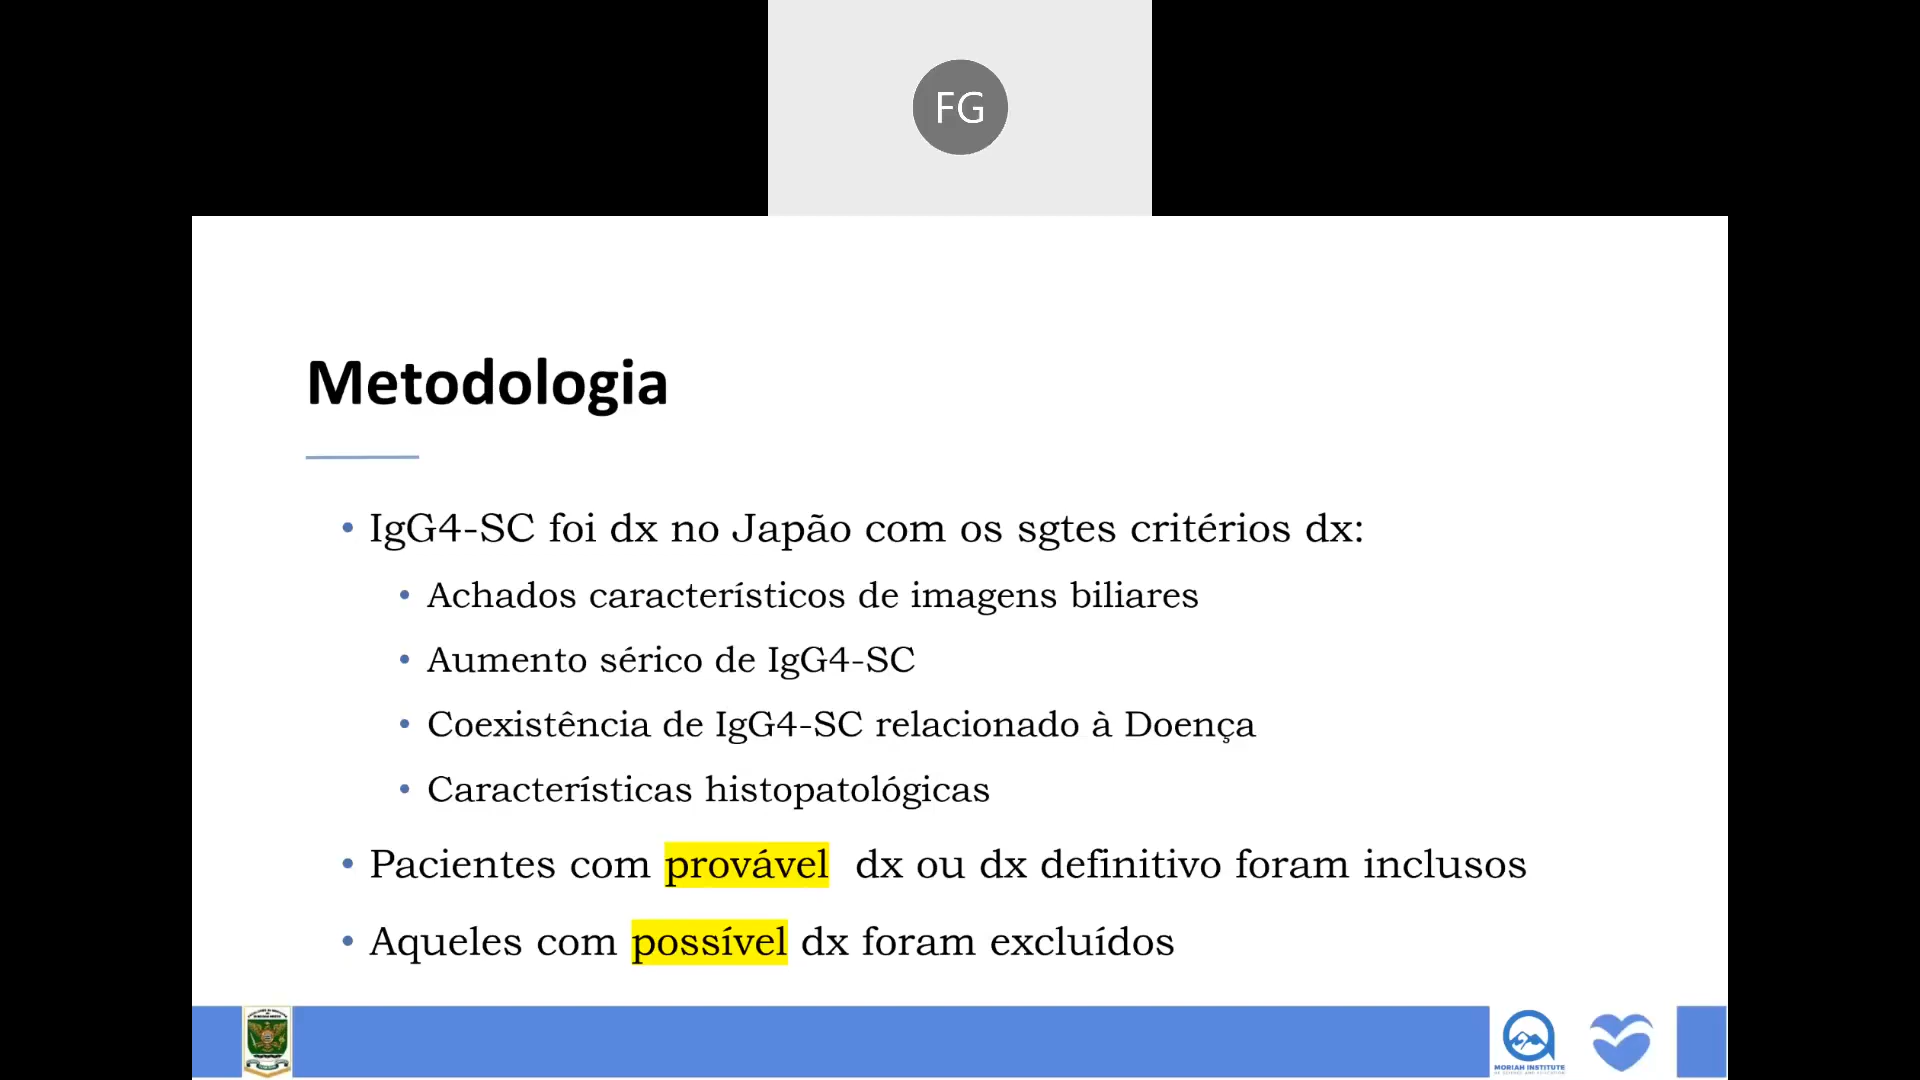 FG
Metodologia
• IgG4-SC foi dx no Japão com os sgtes critérios dx:
• Achados característicos de imagens biliares
• Aumento sérico de IgG4-SC
• Coexistência de IgG4-SC relacionado à Doença
• Características histopatológicas
• Pacientes com provável dx ou dx definitivo foram inclusos
• Aqueles com possível dx foram excluídos
MORIAH INSTITUTE